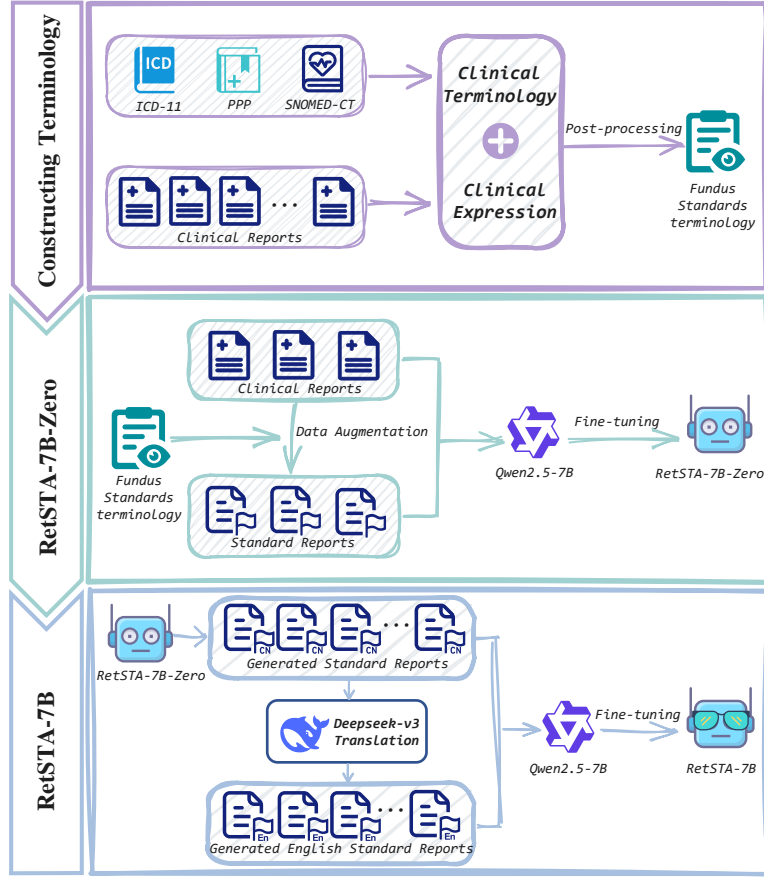 Constructing Terminology
ICD
ICD-11
PPP
SNOMED-CT
Clinical Reports
Clinical
Terminology
Clinical
Expression
Post-processing
Fundus
Standards
terminology
RetSTA-7B-Zero
Fundus
Standards
terminology
Clinical Reports
Data Augmentation
Standard Reports
Qwen2.5-7B
Fine-tuning
RetSTA-7B-Zero
RetSTA-7B
RetSTA-7B-Zero
CN CN CN ... CN
Generated Standard Reports
Deepseek-v3
Translation
En En En ... En
Generated English Standard Reports
Qwen2.5-7B
Fine-tuning
RetSTA-7B